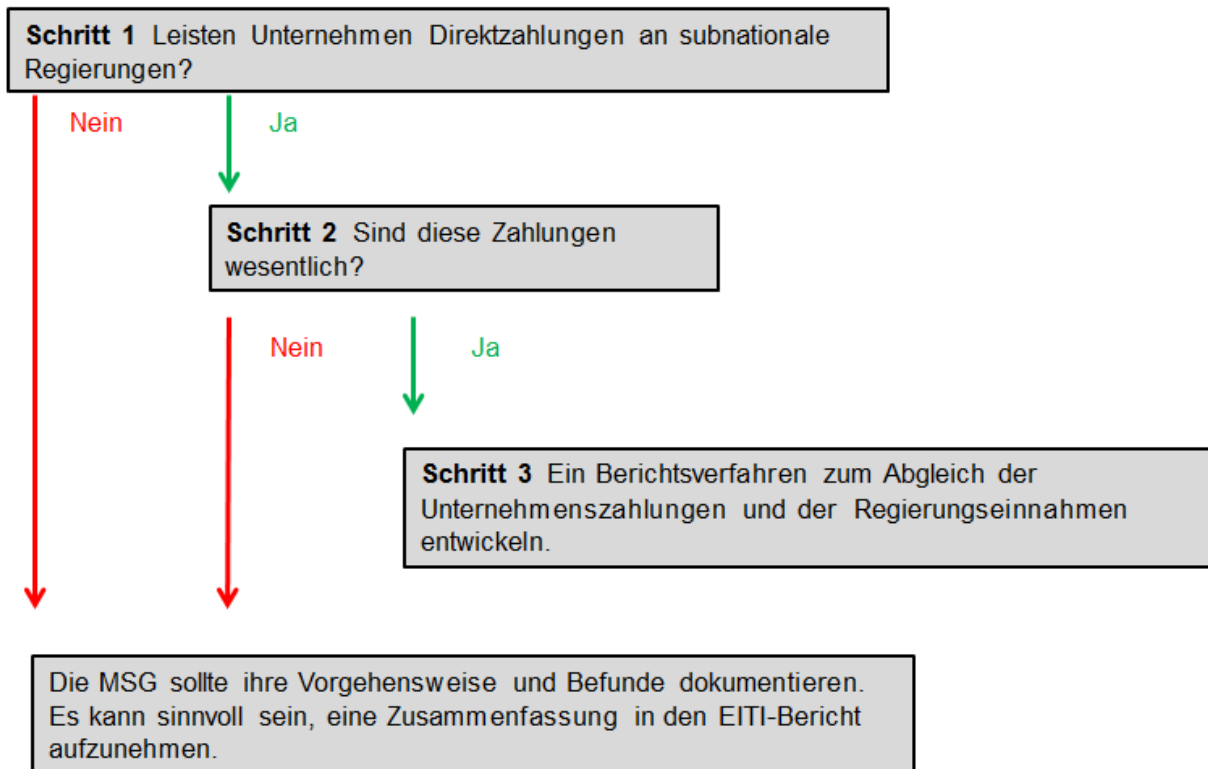 Schritt 1 Leisten Unternehmen Direktzahlungen an subnationale
Regierungen?
Nein
Ja
Schritt 2 Sind diese Zahlungen
wesentlich?
Nein
Ja
Schritt 3 Ein Berichtsverfahren zum Abgleich der
Unternehmenszahlungen und der Regierungseinnahmen
entwickeln.
Die MSG sollte ihre Vorgehensweise und Befunde dokumentieren.
Es kann sinnvoll sein, eine Zusammenfassung in den EITI-Bericht
aufzunehmen.